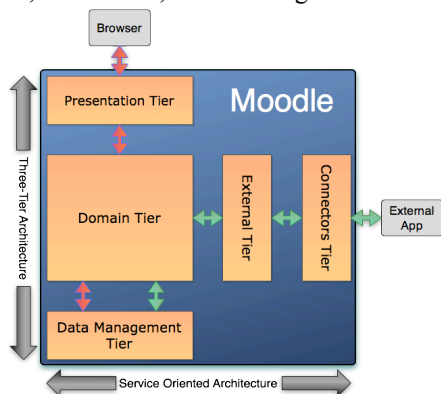 Browser
Presentation Tier
Moodle
Three-Tier Architecture
Domain Tier
External Tier
Connectors Tier
External
App
Data Management
Tier
Service Oriented Architecture